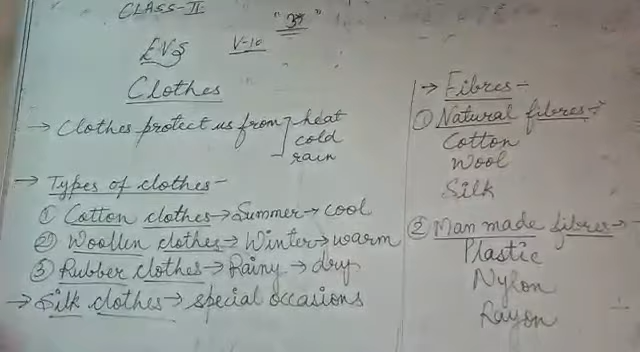 CLASS-II
"34"
EVS
V-10
Clothes
→ Clothes protect us from heat
cold
rain
→ Types of clothes-
① Cotton clothes→Summer→cool
② Woollen clothes→Winter→warm
③ Rubber clothes→Rainy→dry
→ Silk clothes→special occasions
→ Fibres-
① Natural fibres:-
Cotton
Wool
Silk
② Man made fibres:-
Plastic
Nylon
Rayon